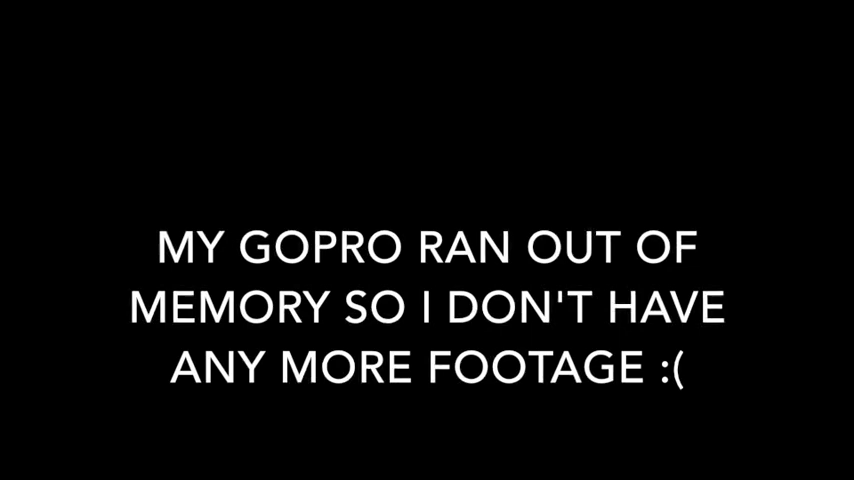 MY GOPRO RAN OUT OF
MEMORY SO I DON'T HAVE
ANY MORE FOOTAGE :(